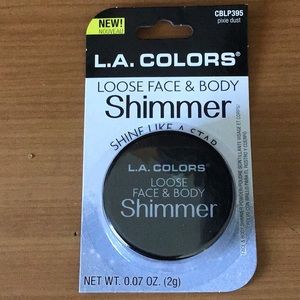 NEW!
NOUVEAU
CBLP395
pixie dust
L.A. COLORS®
LOOSE FACE & BODY
Shimmer
SHINE LIKE A STAR
L.A. COLORS®
LOOSE
FACE & BODY
Shimmer
NET WT. 0.07 OZ. (2g)